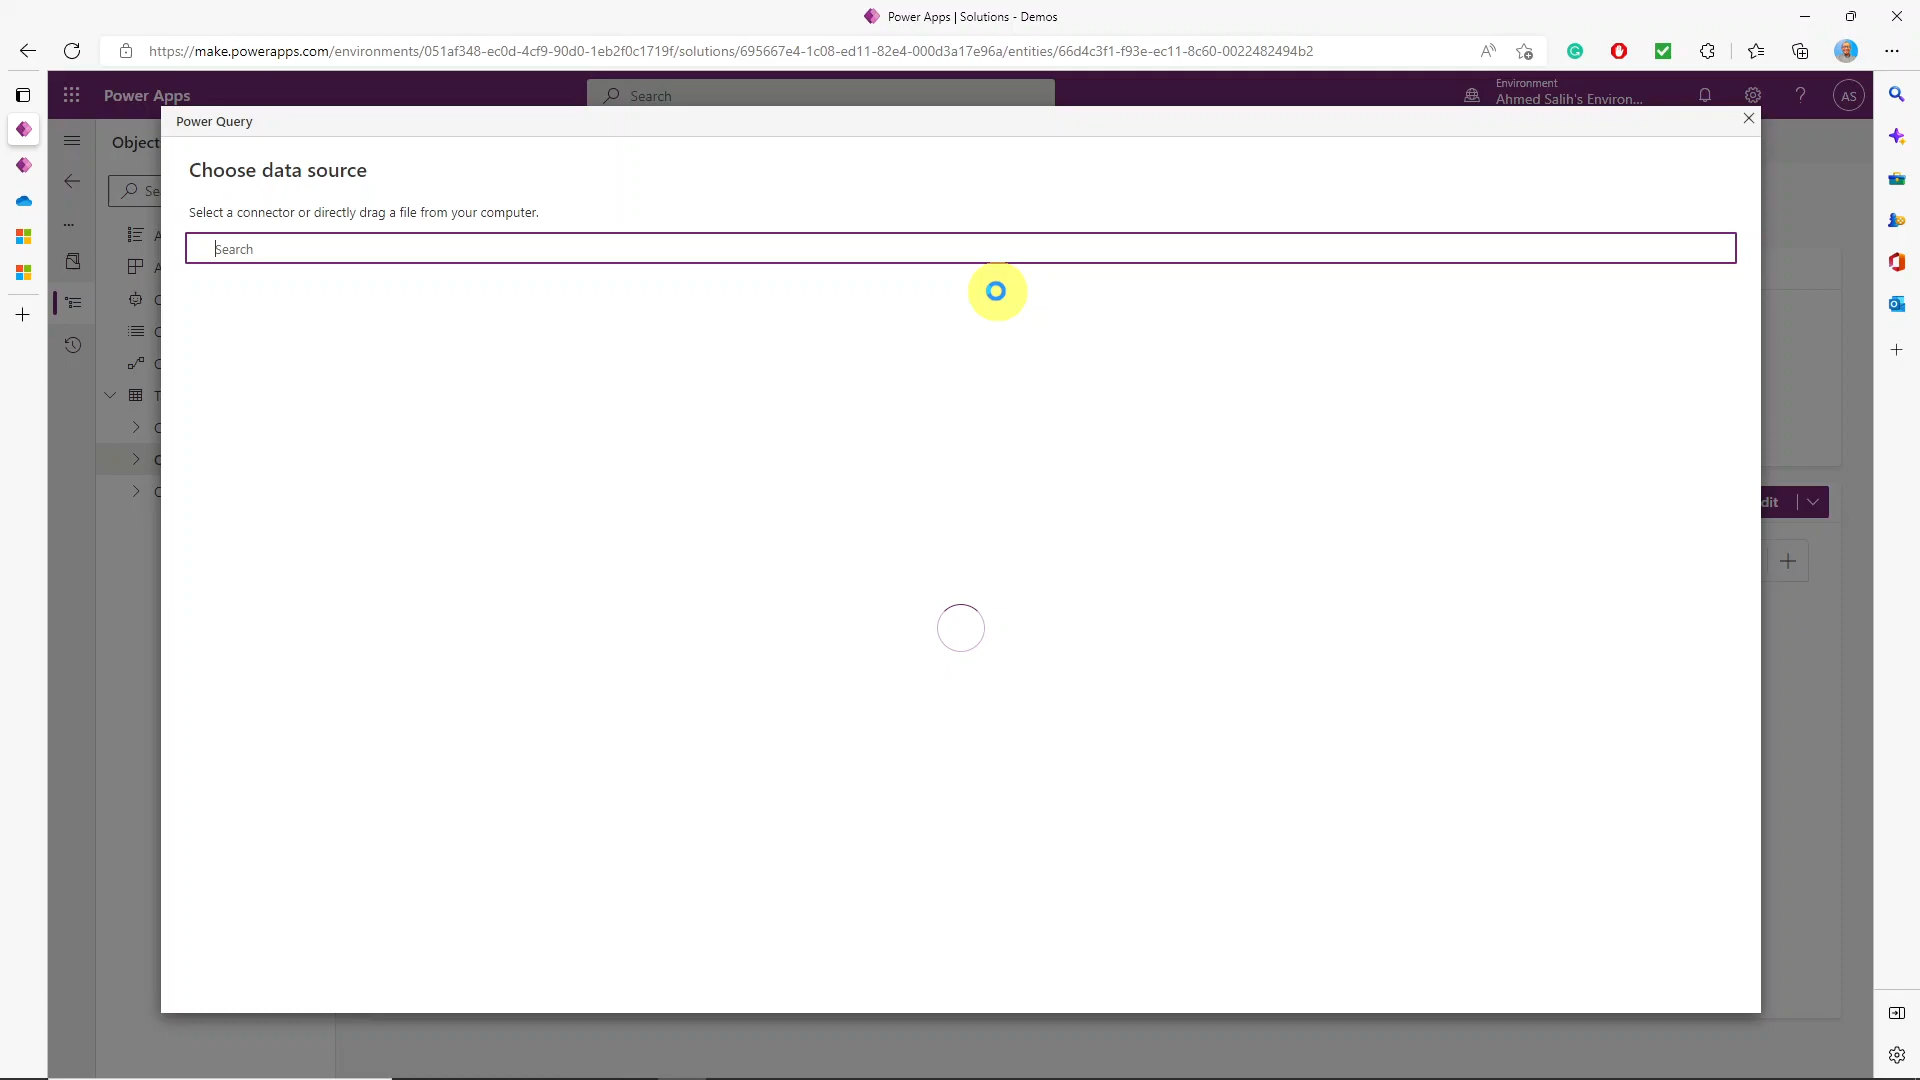 Power Apps | Solutions - Demos
https://make.powerapps.com/environments/051af348-ec0d-4cf9-90d0-1eb2f0c1719f/solutions/695667e4-1c08-ed11-82e4-000d3a17e96a/entities/66d4c3f1-f93e-ec11-8c60-0022482494b2
Power Apps
Search
Environment
Ahmed Salih's Environ...
AS
Object
Power Query
Choose data source
Select a connector or directly drag a file from your computer.
Search
Se
A
A
C
C
C
T
C
C
C
dit